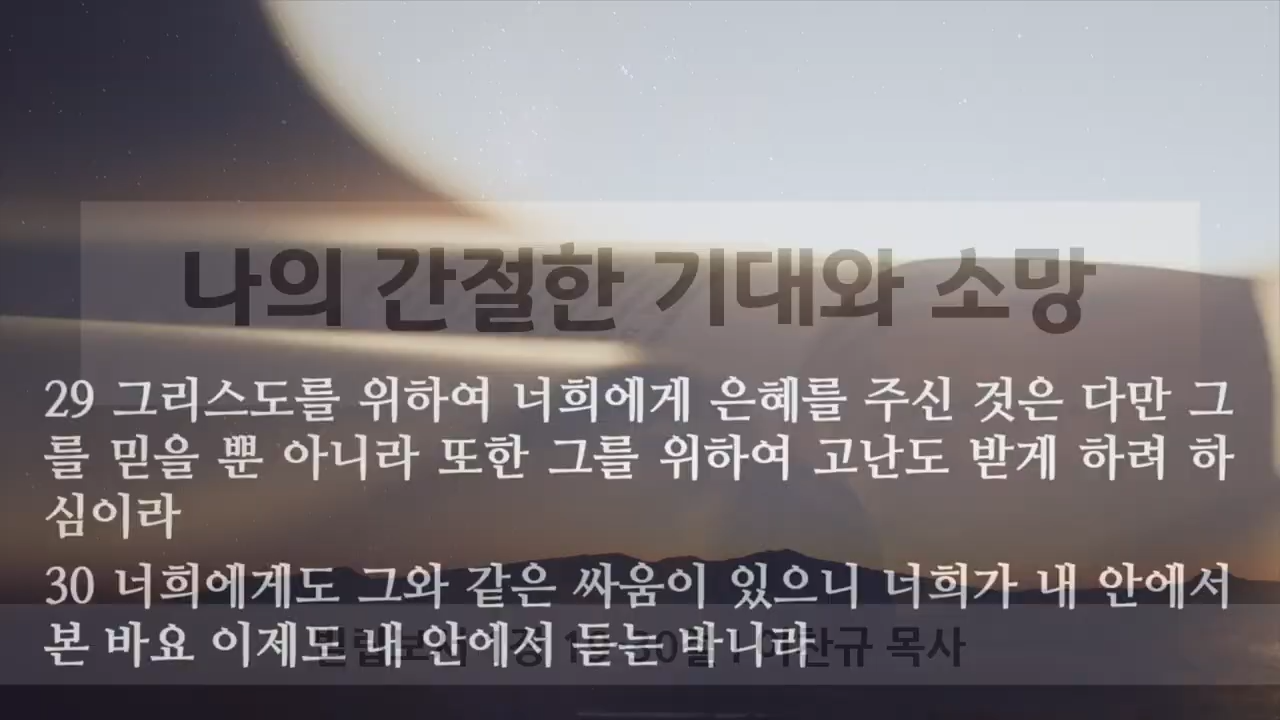 나의 간절한 기대와 소망
29 그리스도를 위하여 너희에게 은혜를 주신 것은 다만 그
를 믿을 뿐 아니라 또한 그를 위하여 고난도 받게 하려 하
심이라
30 너희에게도 그와 같은 싸움이 있으니 너희가 내 안에서
본 바요 이제도 내 안에서 듣는 바니라
목사